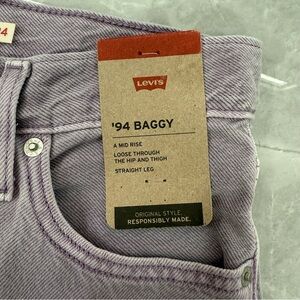 Levi's
'94 BAGGY
A MID RISE
LOOSE THROUGH
THE HIP AND THIGH
STRAIGHT LEG
ORIGINAL STYLE.
RESPONSIBLY MADE.